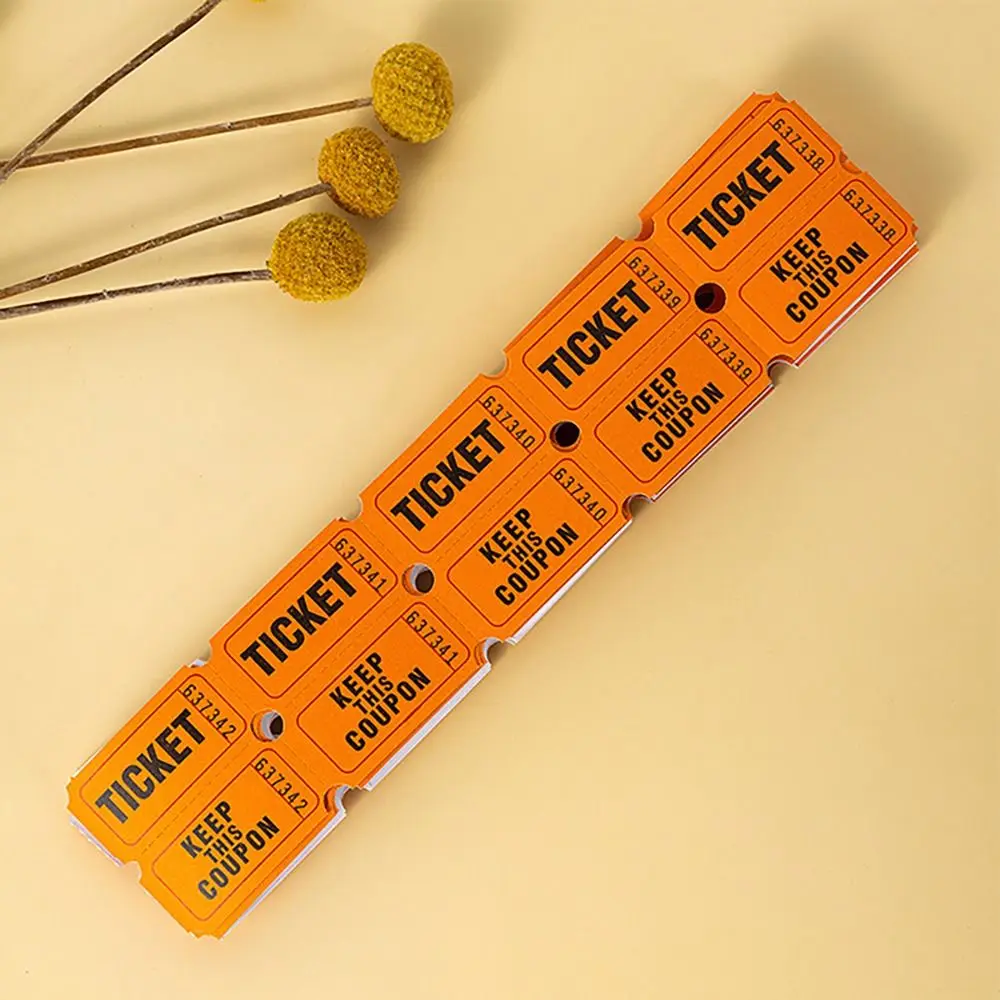 637338
TICKET
637338
KEEP
THIS
COUPON
637339
TICKET
637339
KEEP
THIS
COUPON
637340
TICKET
637340
KEEP
THIS
COUPON
637341
TICKET
637341
KEEP
THIS
COUPON
637342
TICKET
637342
KEEP
THIS
COUPON